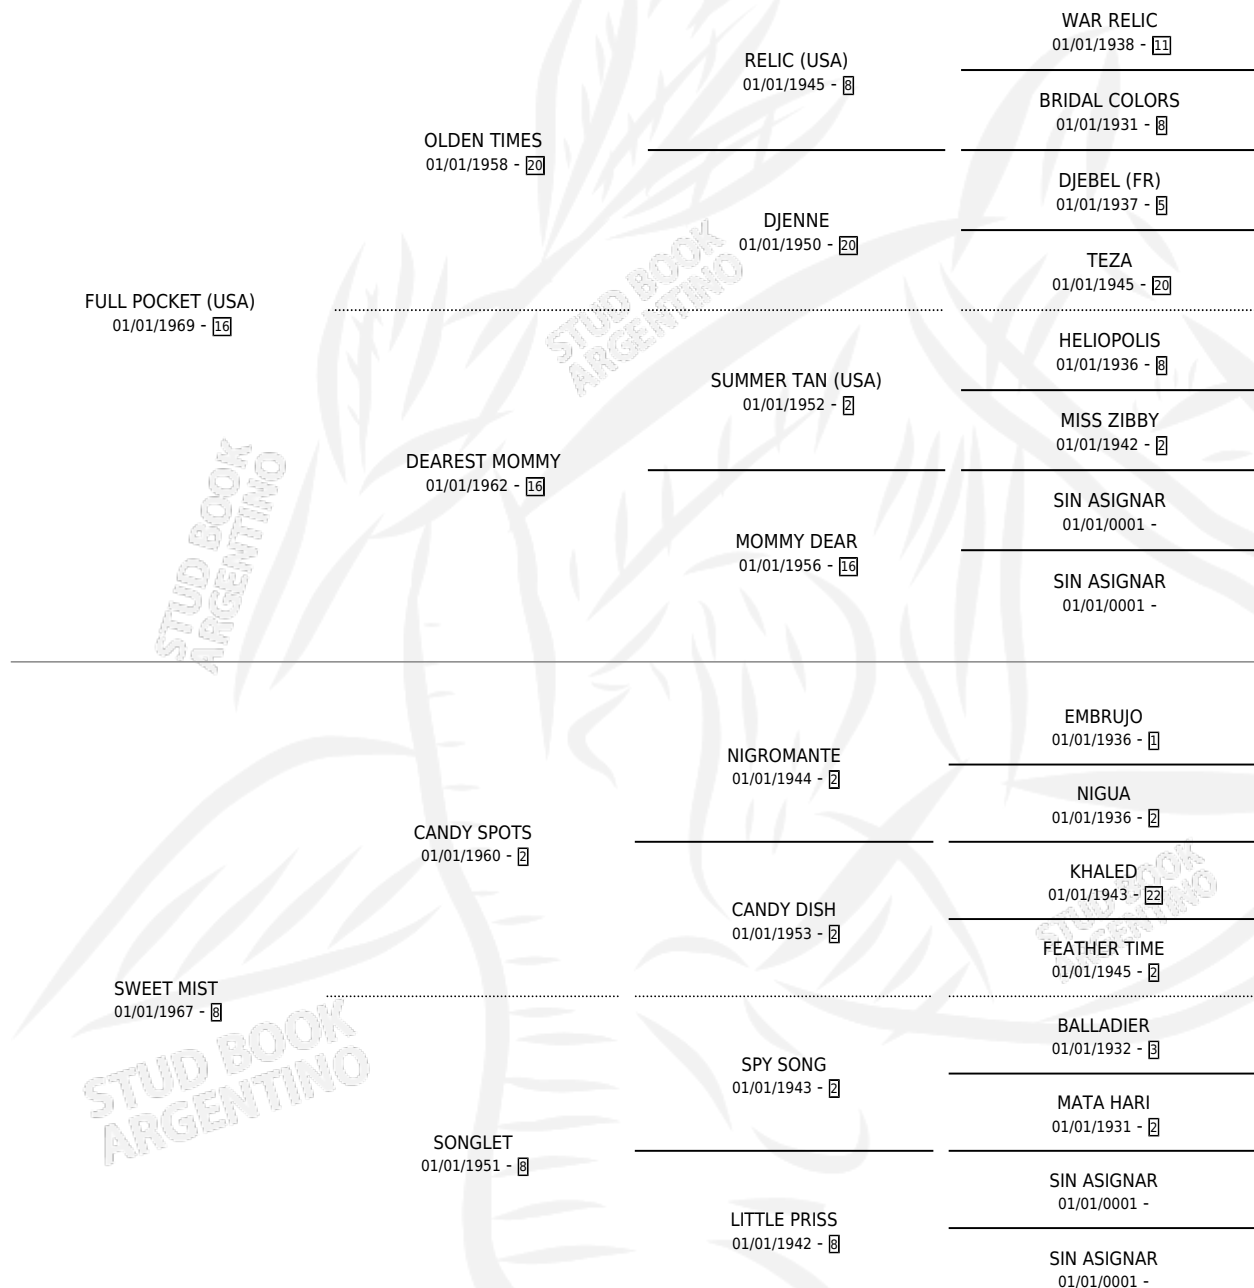 WAR RELIC
01/01/1938 - 11
RELIC (USA)
01/01/1945 - 8
BRIDAL COLORS
01/01/1931 - 8
OLDEN TIMES
01/01/1958 - 20
DJEBEL (FR)
01/01/1937 - 5
DJENNE
01/01/1950 - 20
TEZA
01/01/1945 - 20
FULL POCKET (USA)
01/01/1969 - 16
HELIOPOLIS
01/01/1936 - 8
SUMMER TAN (USA)
01/01/1952 - 2
MISS ZIBBY
01/01/1942 - 2
DEAREST MOMMY
01/01/1962 - 16
SIN ASIGNAR
01/01/0001 -
MOMMY DEAR
01/01/1956 - 16
SIN ASIGNAR
01/01/0001 -
EMBRUJO
01/01/1936 - 1
NIGROMANTE
01/01/1944 - 2
NIGUA
01/01/1936 - 2
CANDY SPOTS
01/01/1960 - 2
KHALED
01/01/1943 - 22
CANDY DISH
01/01/1953 - 2
FEATHER TIME
01/01/1945 - 2
SWEET MIST
01/01/1967 - 8
BALLADIER
01/01/1932 - 3
SPY SONG
01/01/1943 - 2
MATA HARI
01/01/1931 - 2
SONGLET
01/01/1951 - 8
SIN ASIGNAR
01/01/0001 -
LITTLE PRISS
01/01/1942 - 8
SIN ASIGNAR
01/01/0001 -
STUD BOOK
ARGENTINO
STUD BOOK
ARGENTINO
STUD BOOK
ARGENTINO
STUD BOOK
ARGENTINO